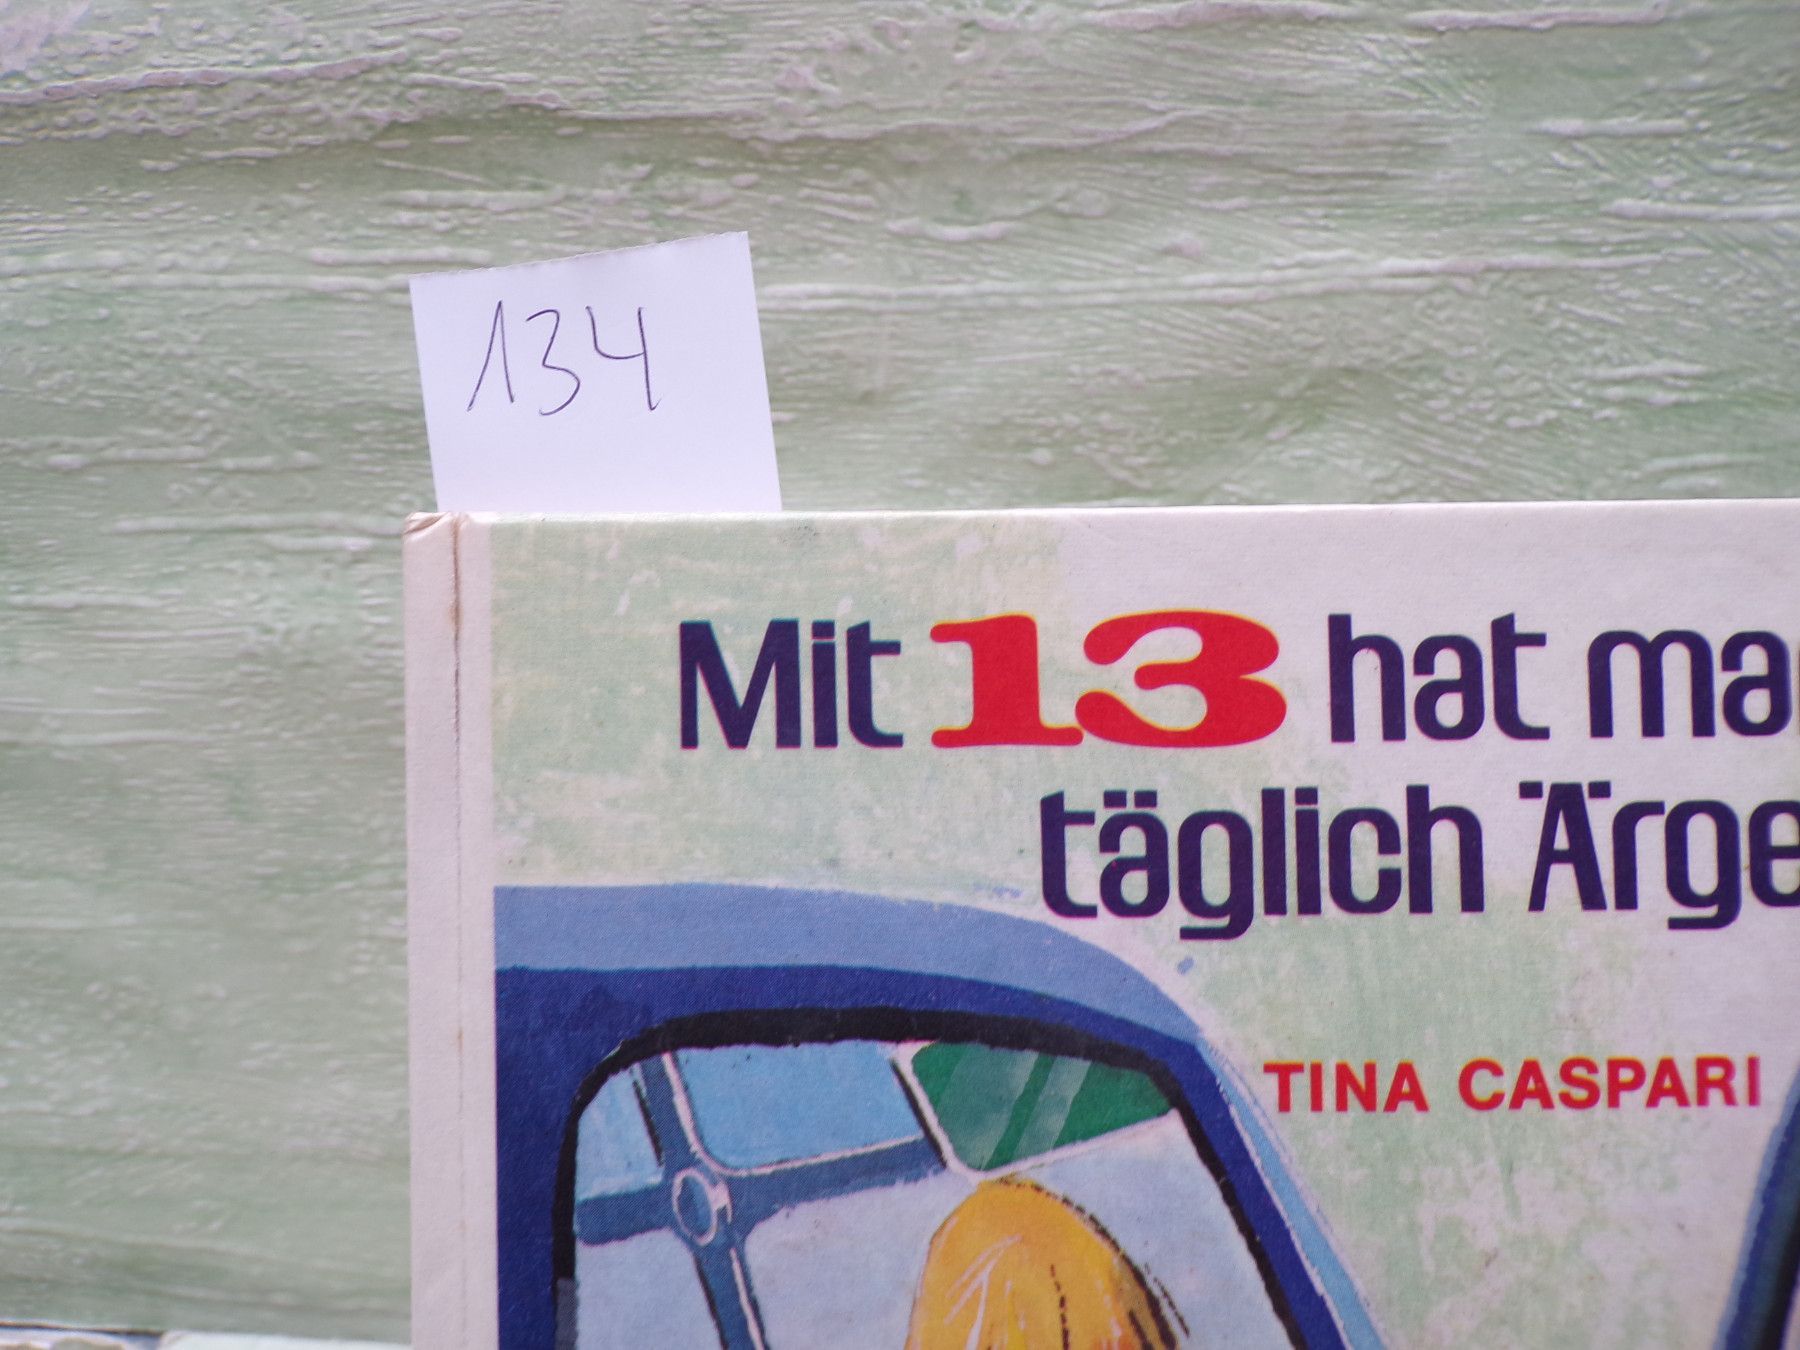 134
Mit 13 hat ma
täglich Ärge
TINA CASPARI